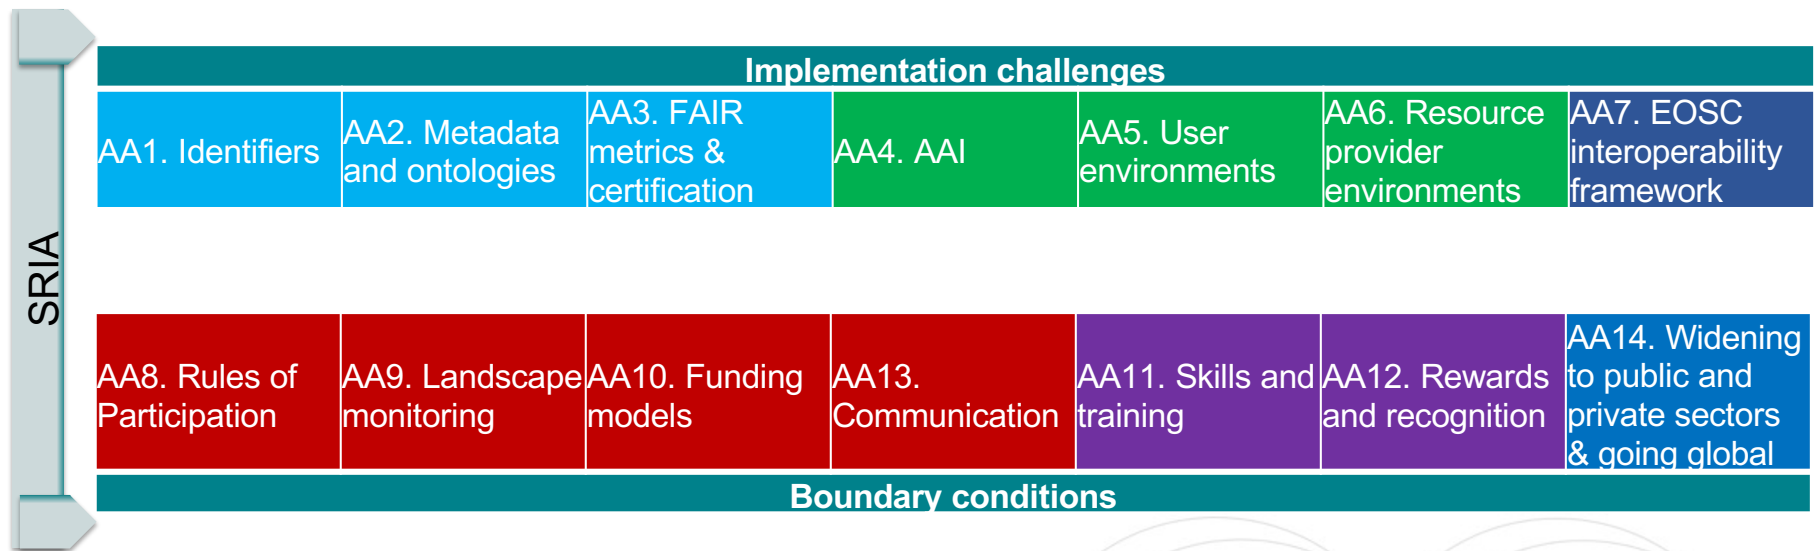 SRIA
Implementation challenges
AA1. Identifiers
AA2. Metadata
and ontologies
AA3. FAIR
metrics &
certification
AA4. AAI
AA5. User
environments
AA6. Resource
provider
environments
AA7. EOSC
interoperability
framework
AA8. Rules of
Participation
AA9. Landscape
monitoring
AA10. Funding
models
AA13.
Communication
AA11. Skills and
training
AA12. Rewards
and recognition
AA14. Widening
to public and
private sectors
& going global
Boundary conditions